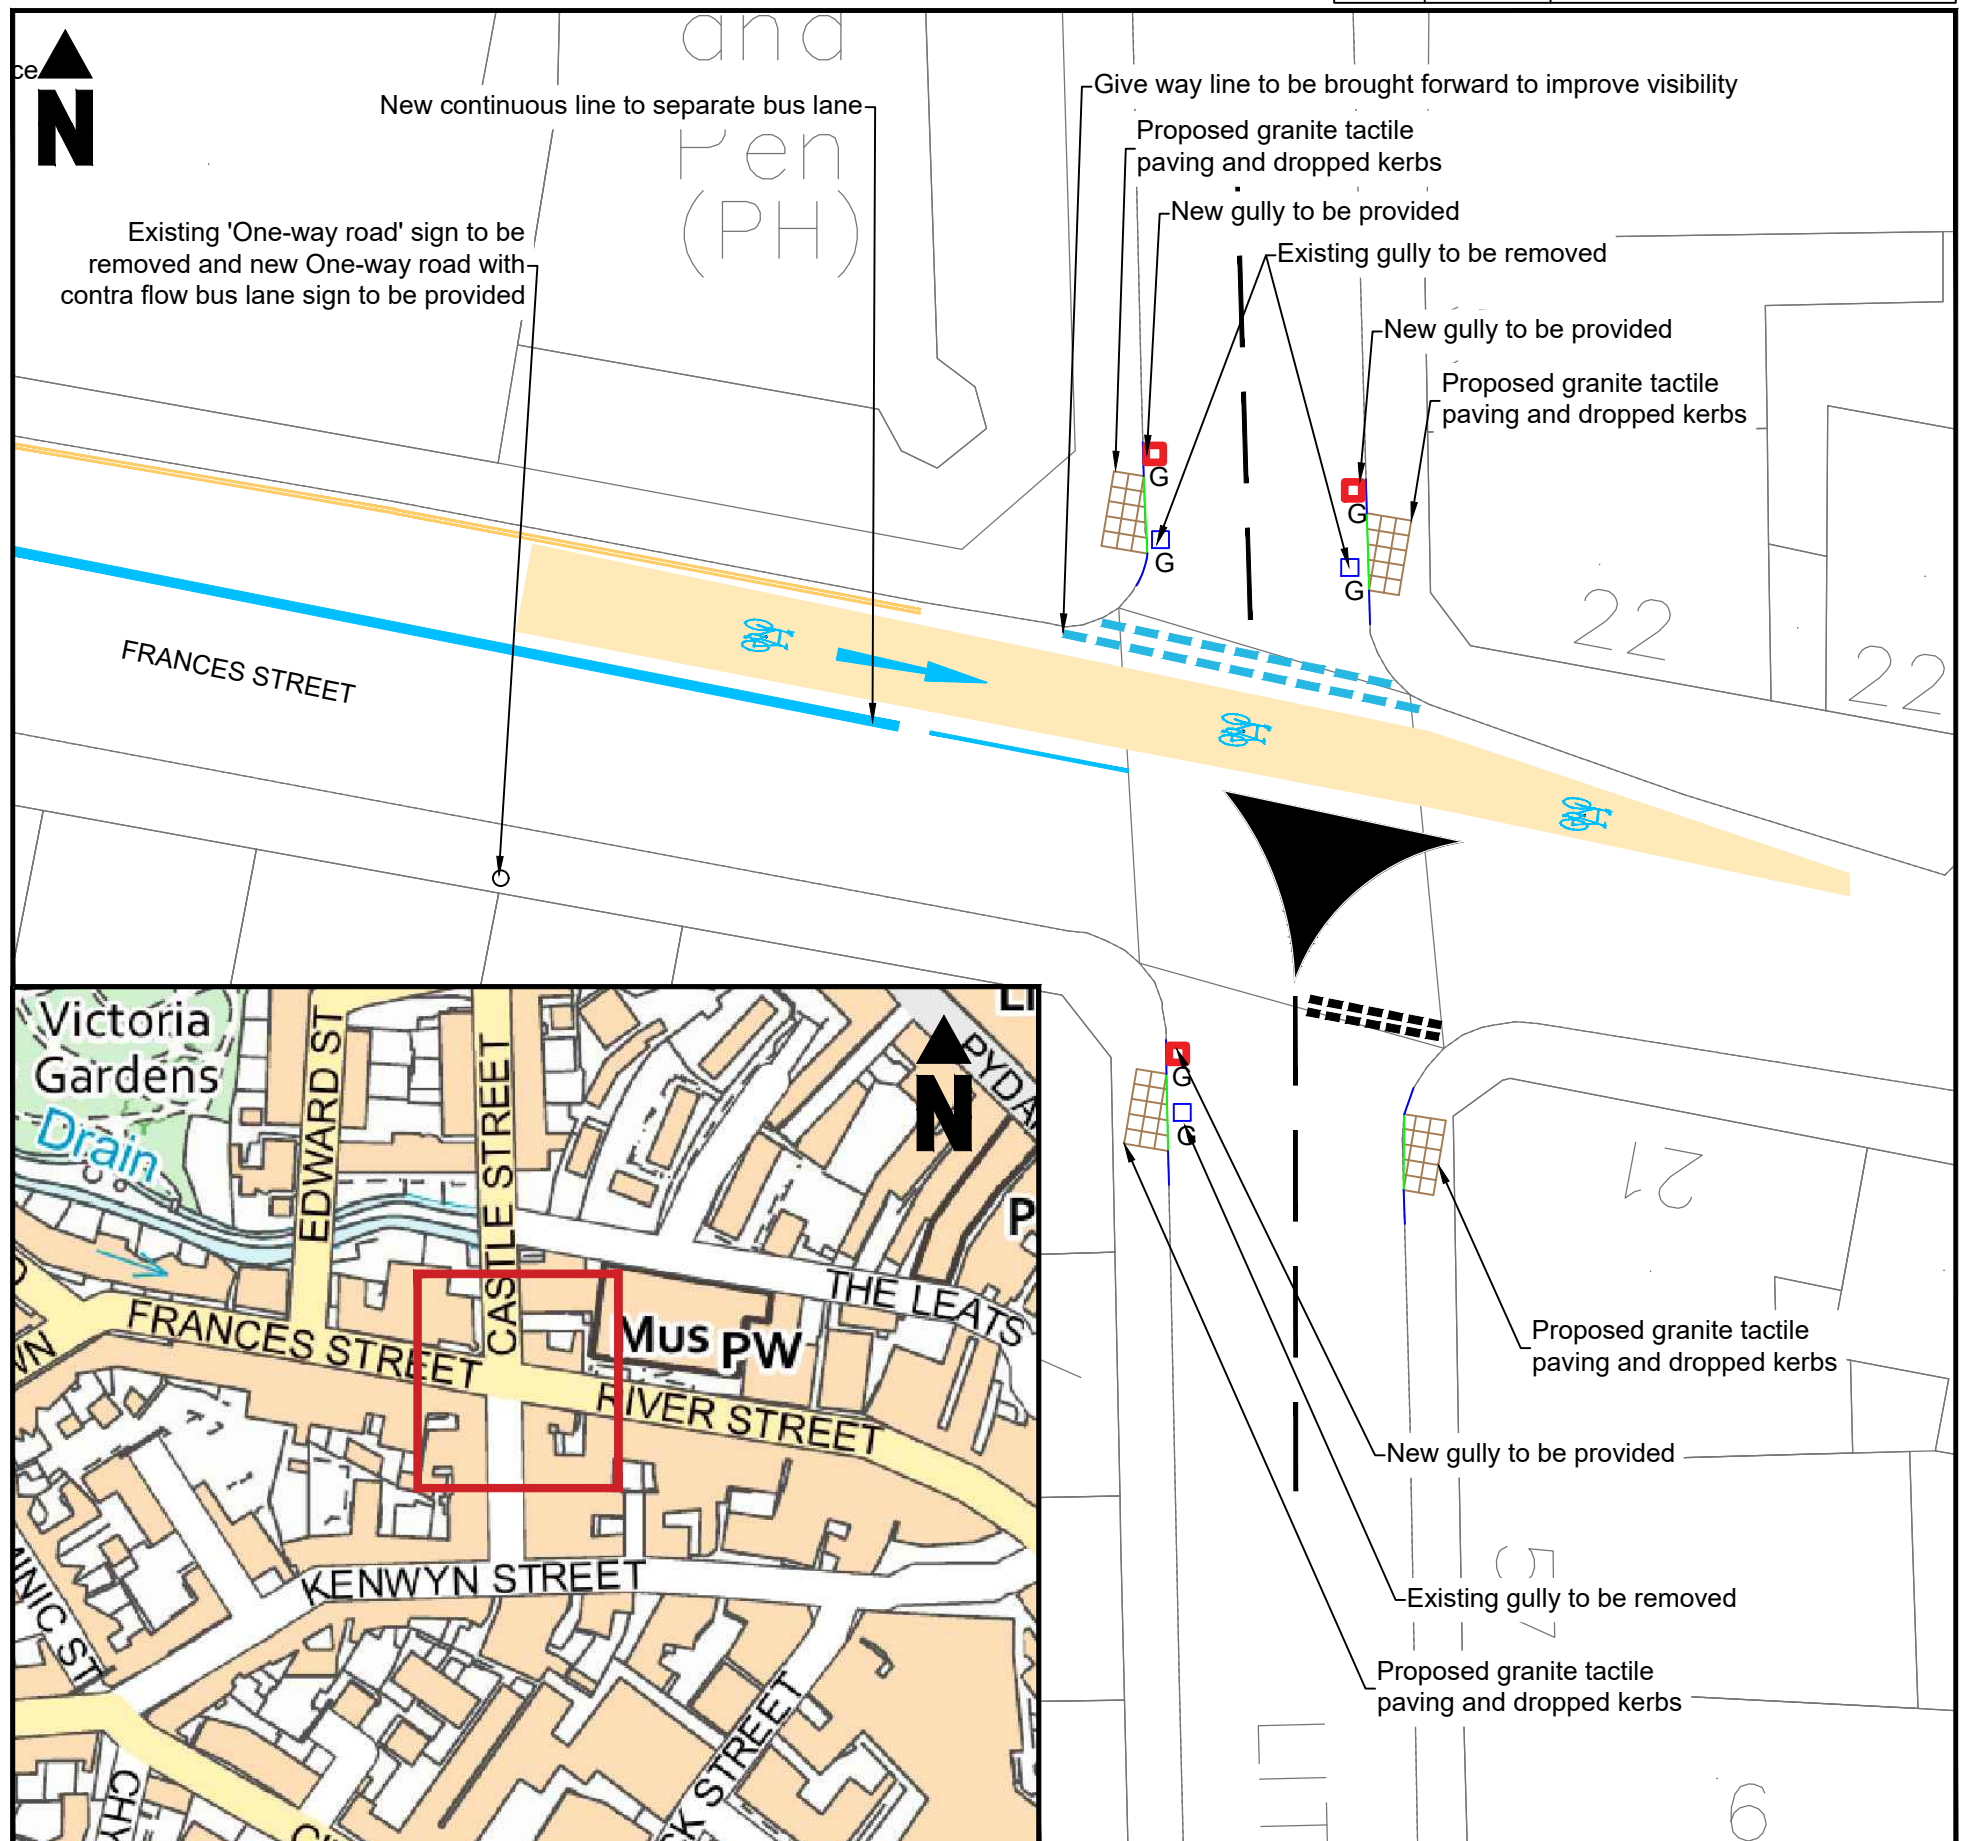 ce
N
and
Pen
(PH)
New continuous line to separate bus lane
Give way line to be brought forward to improve visibility
Proposed granite tactile
paving and dropped kerbs
New gully to be provided
Existing 'One-way road' sign to be
removed and new One-way road with
contra flow bus lane sign to be provided
Existing gully to be removed
New gully to be provided
Proposed granite tactile
paving and dropped kerbs
G
G
G
G
22
22
FRANCES STREET
G
G
21
Proposed granite tactile
paving and dropped kerbs
New gully to be provided
Existing gully to be removed
Proposed granite tactile
paving and dropped kerbs
Victoria
Gardens
Drain
EDWARD ST
CASTLE STREET
N
THE LEATS
Mus
PW
FRANCES STREET
RIVER STREET
KENWYN STREET